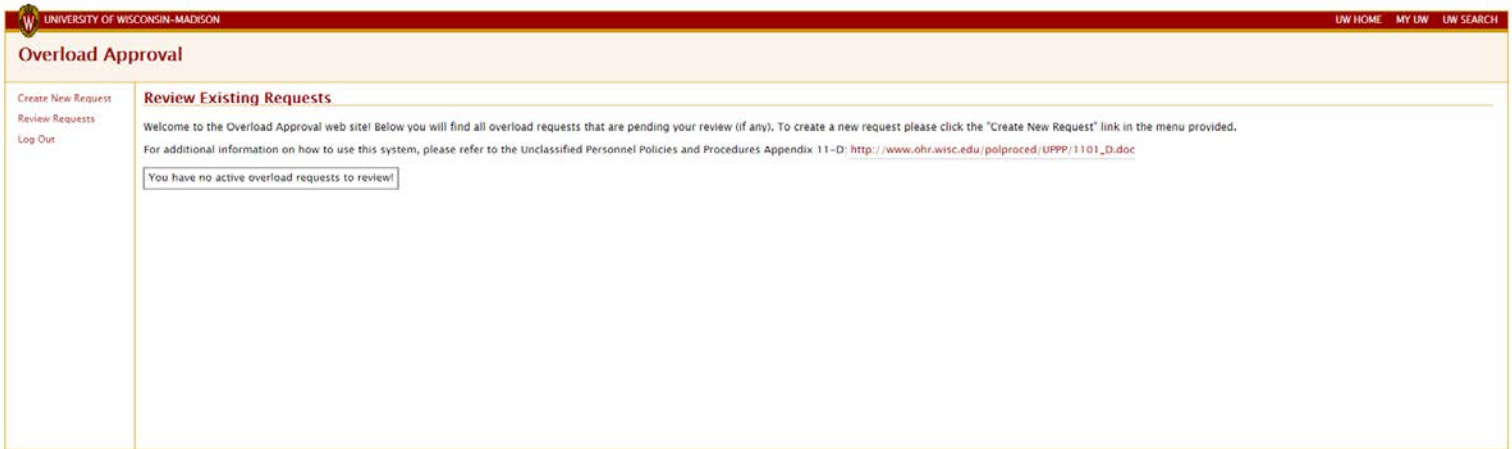 UNIVERSITY OF WISCONSIN-MADISON
UW HOME MY UW UW SEARCH
Overload Approval
Create New Request
Review Requests
Log Out
Review Existing Requests
Welcome to the Overload Approval web site! Below you will find all overload requests that are pending your review (if any). To create a new request please click the "Create New Request" link in the menu provided.
For additional information on how to use this system, please refer to the Unclassified Personnel Policies and Procedures Appendix 11-D: http://www.ohr.wisc.edu/polproced/UPPP/1101_D.doc
You have no active overload requests to review!